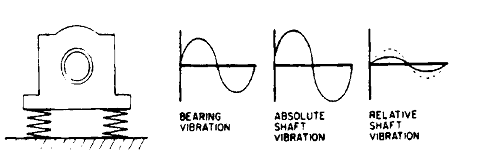 BEARING
VIBRATION
ABSOLUTE
SHAFT
VIBRATION
RELATIVE
SHAFT
VIBRATION